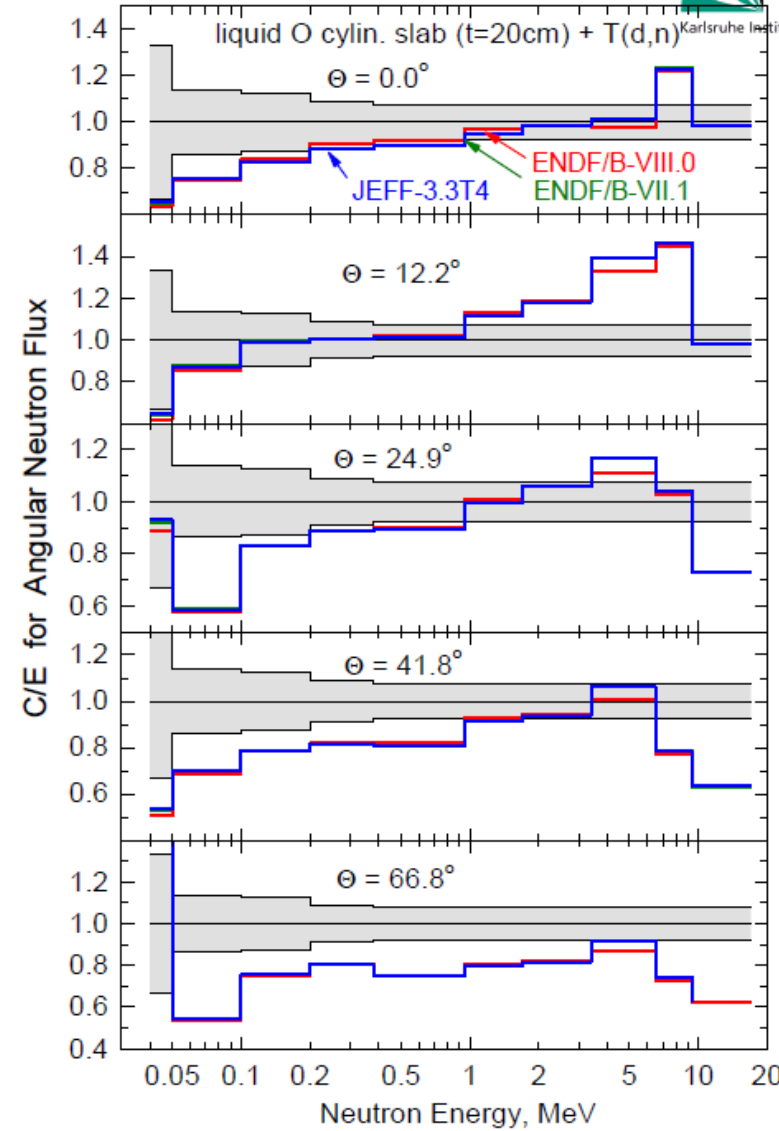 liquid O cylin. slab (t=20cm) + T(d,n)
Karlsruhe Instit
Θ = 0.0°
1.4
1.2
1.0
0.8
ENDF/B-VIII.0
JEFF-3.3T4
ENDF/B-VII.1
Θ = 12.2°
1.4
1.2
1.0
0.8
Θ = 24.9°
1.2
1.0
0.8
0.6
Θ = 41.8°
1.2
1.0
0.8
0.6
Θ = 66.8°
1.2
1.0
0.8
0.6
0.4
C/E for Angular Neutron Flux
0.05 0.1 0.2 0.5 1 2 5 10 20
Neutron Energy, MeV